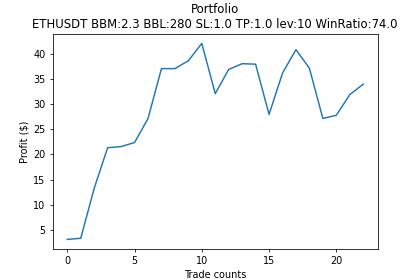 Portfolio
ETHUSDT BBM:2.3 BBL:280 SL:1.0 TP:1.0 lev:10 WinRatio:74.0
40
35
30
25
20
15
10
5
Profit ($)
0 5 10 15 20
Trade counts